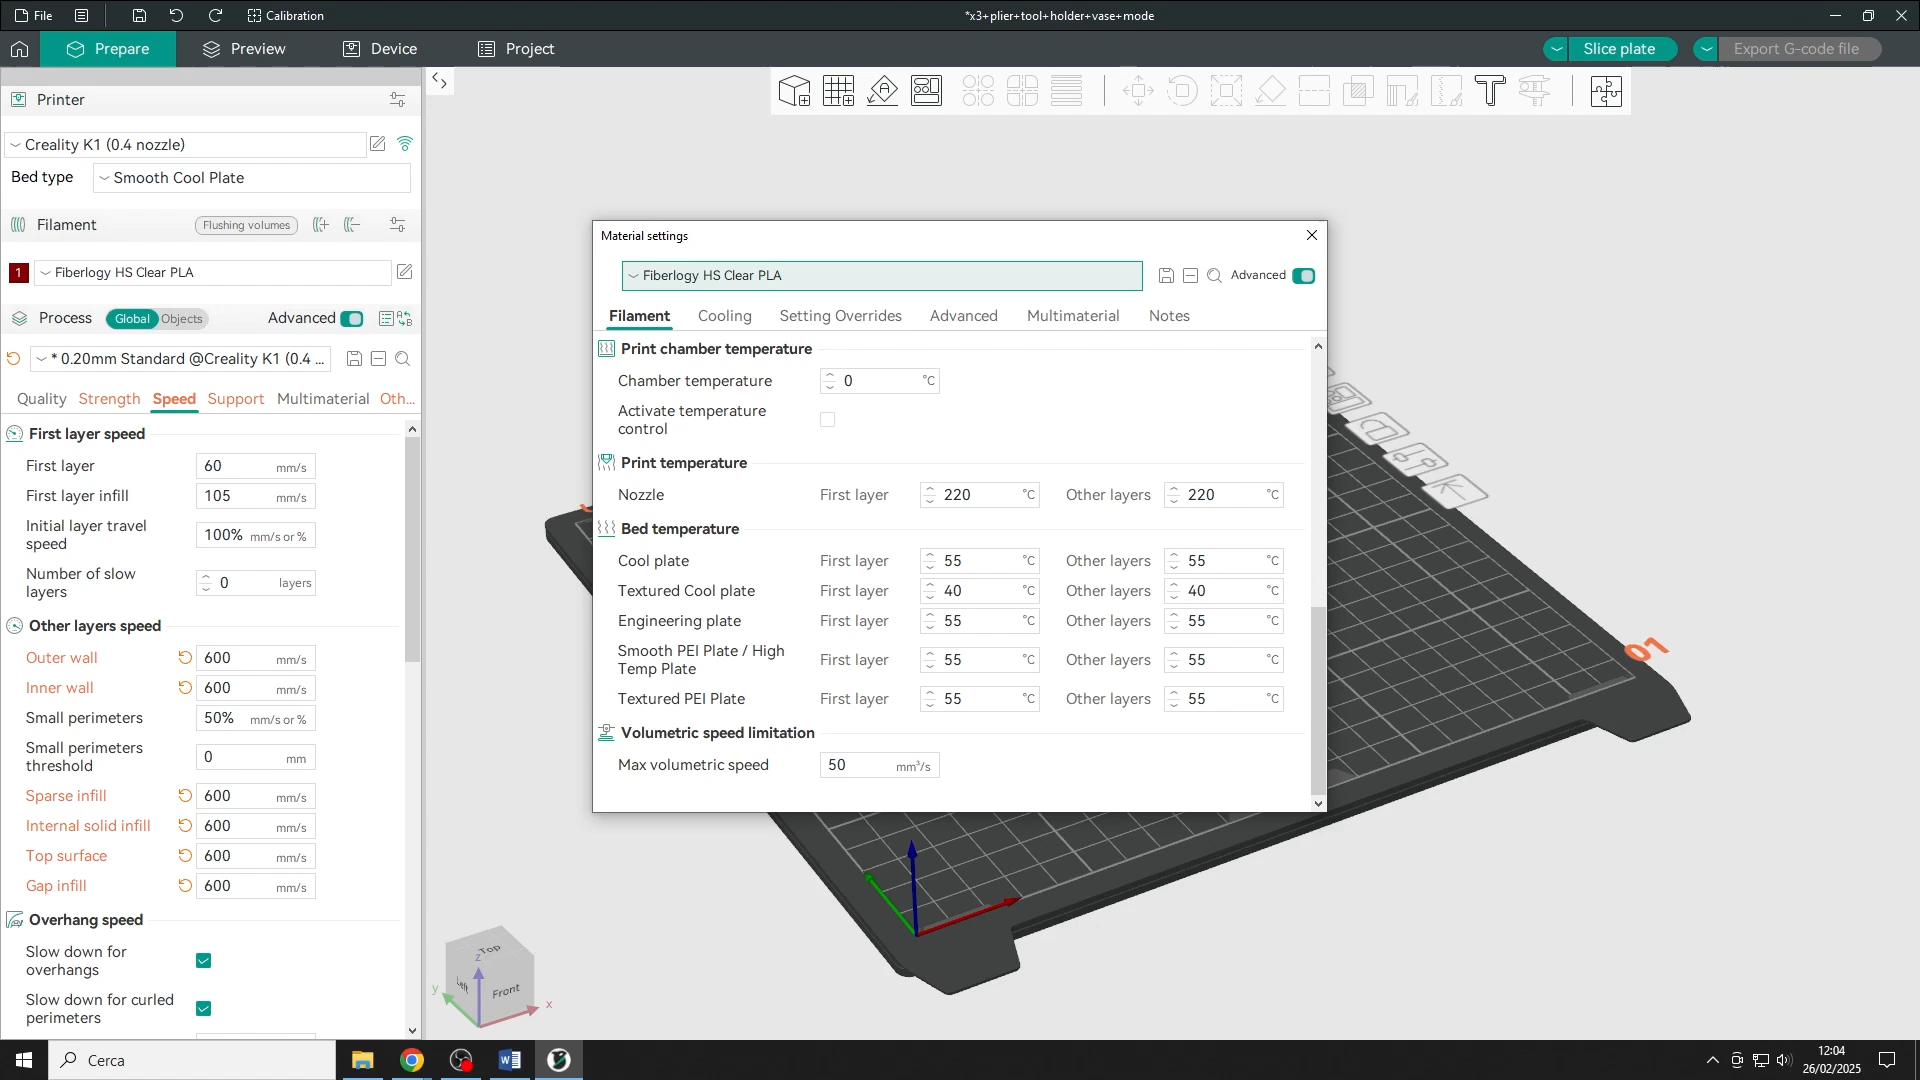 File
Calibration
*x3+plier+tool+holder+vase+mode
Prepare
Preview
Device
Project
Slice plate
Export G-code file
Printer
Creality K1 (0.4 nozzle)
Bed type
Smooth Cool Plate
Filament
Flushing volumes
1
Fiberlogy HS Clear PLA
Process
Global
Objects
Advanced
* 0.20mm Standard @Creality K1 (0.4 ...
Quality
Strength
Speed
Support
Multimaterial
Oth...
First layer speed
First layer 60 mm/s
First layer infill 105 mm/s
Initial layer travel
speed 100% mm/s or %
Number of slow
layers 0 layers
Other layers speed
Outer wall 600 mm/s
Inner wall 600 mm/s
Small perimeters 50% mm/s or %
Small perimeters
threshold 0 mm
Sparse infill 600 mm/s
Internal solid infill 600 mm/s
Top surface 600 mm/s
Gap infill 600 mm/s
Overhang speed
Slow down for
overhangs
Slow down for curled
perimeters
Material settings
Fiberlogy HS Clear PLA
Advanced
Filament
Cooling
Setting Overrides
Advanced
Multimaterial
Notes
Print chamber temperature
Chamber temperature 0 °C
Activate temperature
control
Print temperature
Nozzle First layer 220 °C Other layers 220 °C
Bed temperature
Cool plate First layer 55 °C Other layers 55 °C
Textured Cool plate First layer 40 °C Other layers 40 °C
Engineering plate First layer 55 °C Other layers 55 °C
Smooth PEI Plate / High
Temp Plate First layer 55 °C Other layers 55 °C
Textured PEI Plate First layer 55 °C Other layers 55 °C
Volumetric speed limitation
Max volumetric speed 50 mm³/s
01
Top
Left
Front
z
y
x
Cerca
12:04
26/02/2025